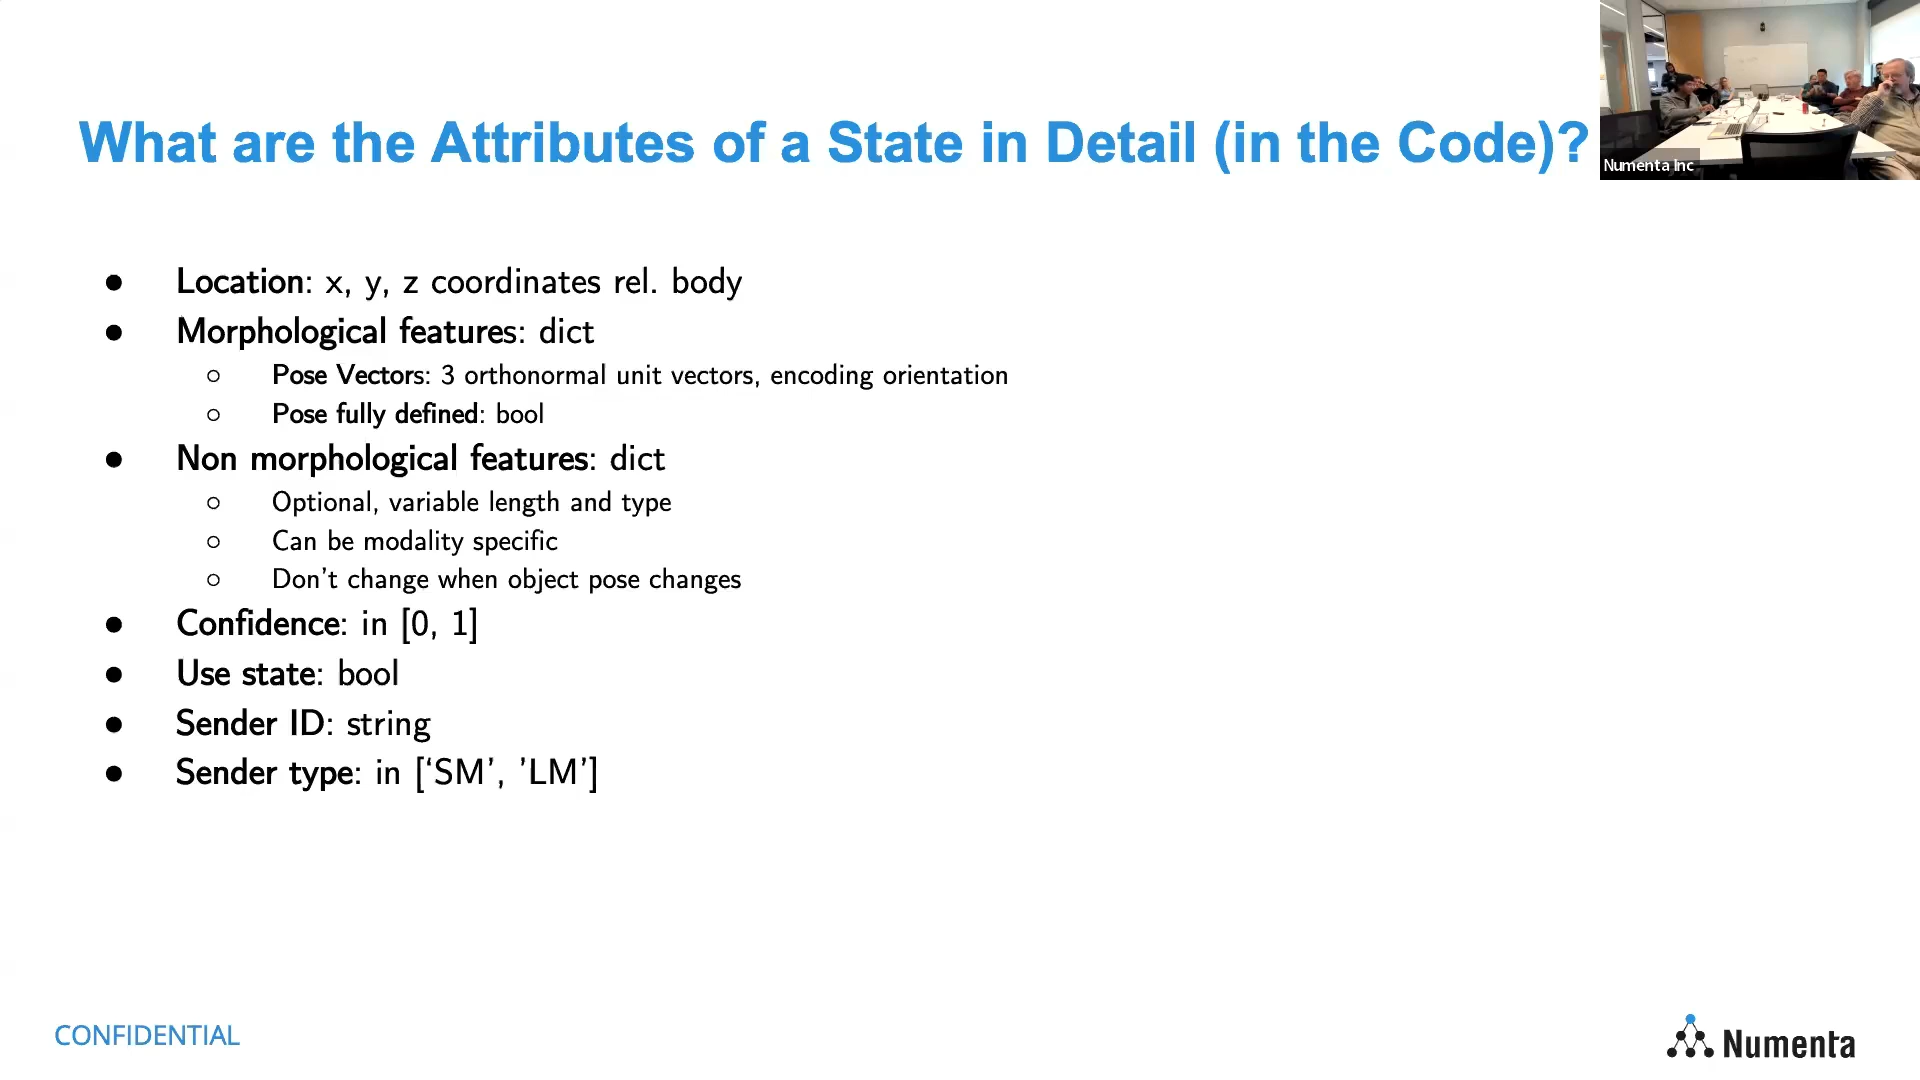 What are the Attributes of a State in Detail (in the Code)?
Numenta Inc
● Location: x, y, z coordinates rel. body
● Morphological features: dict
○ Pose Vectors: 3 orthonormal unit vectors, encoding orientation
○ Pose fully defined: bool
● Non morphological features: dict
○ Optional, variable length and type
○ Can be modality specific
○ Don't change when object pose changes
● Confidence: in [0, 1]
● Use state: bool
● Sender ID: string
● Sender type: in [‘SM’, ’LM’]
CONFIDENTIAL
Numenta